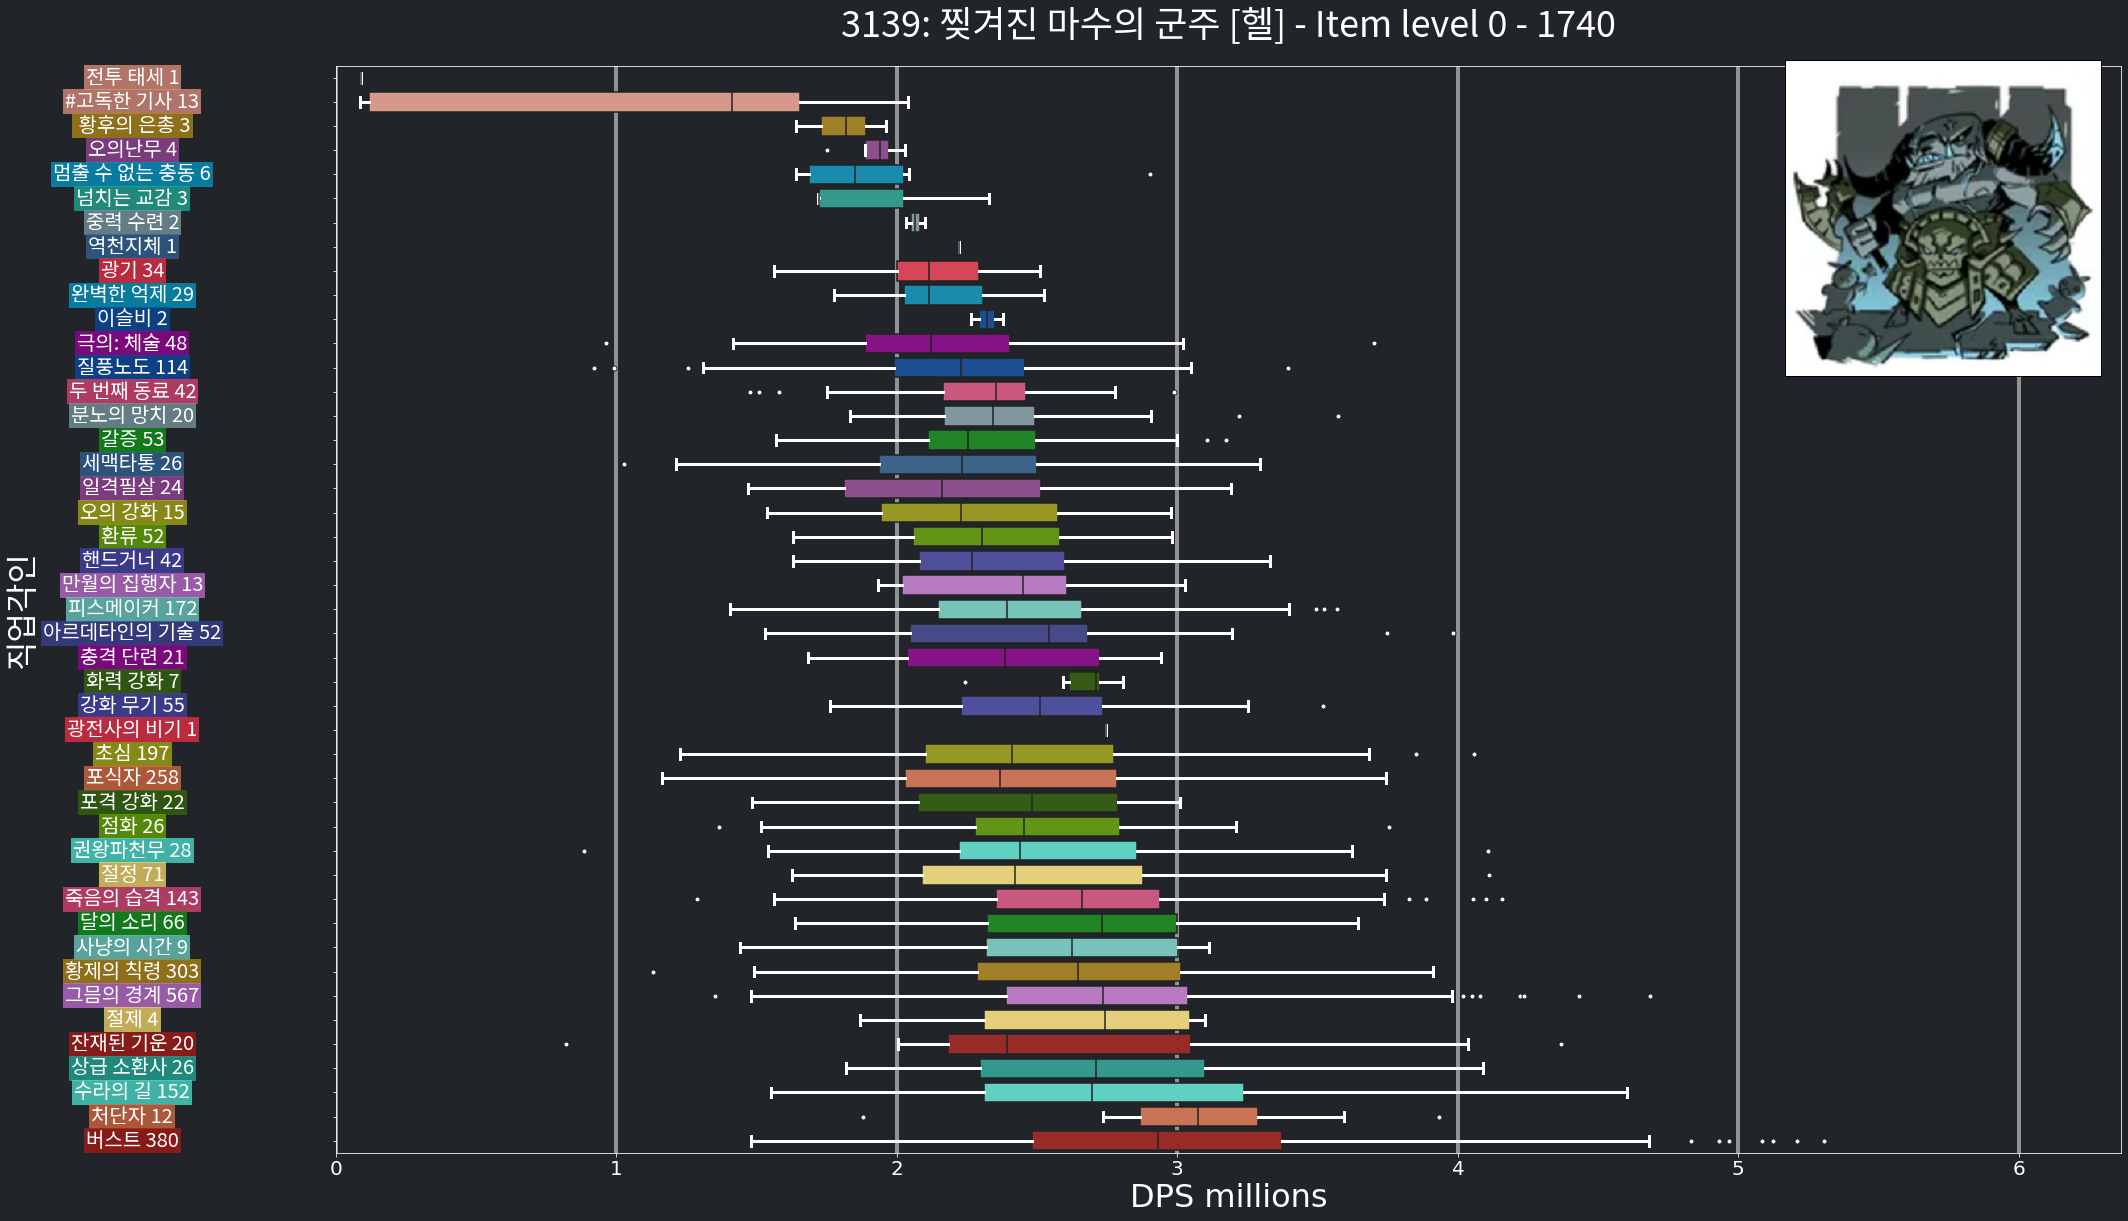 3139: 찢겨진 마수의 군주 [헬] - Item level 0 - 1740
전투 태세 1
#고독한 기사 13
황후의 은총 3
오의난무 4
멈출 수 없는 충동 6
넘치는 교감 3
중력 수련 2
역천지체 1
광기 34
완벽한 억제 29
이슬비 2
극의: 체술 48
질풍노도 114
두 번째 동료 42
분노의 망치 20
갈증 53
세맥타통 26
일격필살 24
오의 강화 15
환류 52
핸드거너 42
만월의 집행자 13
피스메이커 172
아르데타인의 기술 52
충격 단련 21
화력 강화 7
강화 무기 55
광전사의 비기 1
초심 197
포식자 258
포격 강화 22
점화 26
권왕파천무 28
절정 71
죽음의 습격 143
달의 소리 66
사냥의 시간 9
황제의 칙령 303
그믐의 경계 567
절제 4
잔재된 기운 20
상급 소환사 26
수라의 길 152
처단자 12
버스트 380
직업각인
0 1 2 3 4 5 6
DPS millions